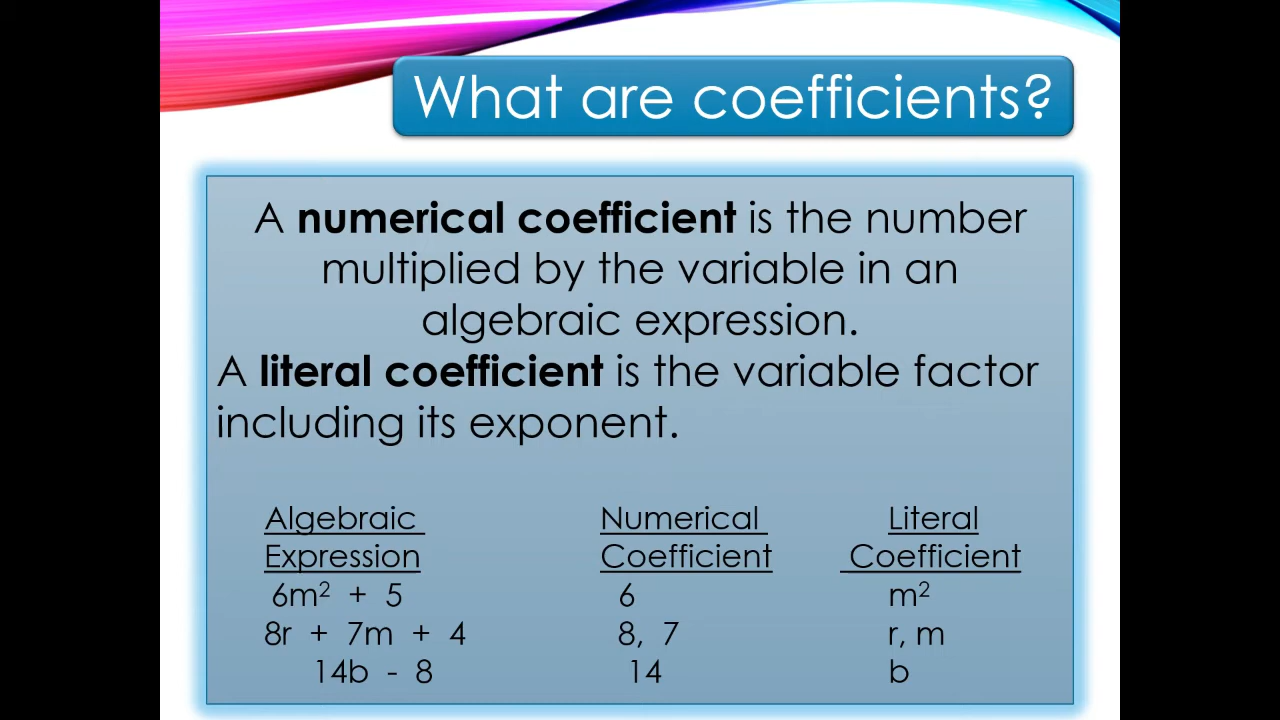 What are coefficients?
A numerical coefficient is the number
multiplied by the variable in an
algebraic expression.
A literal coefficient is the variable factor
including its exponent.
Algebraic Numerical Literal
Expression Coefficient Coefficient
6m² + 5 6 m²
8r + 7m + 4 8, 7 r, m
14b - 8 14 b